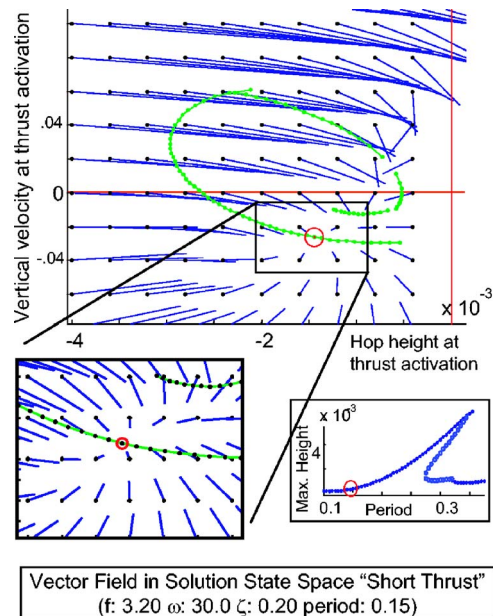 Vertical velocity at thrust activation
.04
0
-.04
x 10⁻³
-4
-2
Hop height at
thrust activation
x 10⁻³
Max. Height
4
0
0.1
0.3
Period
Vector Field in Solution State Space "Short Thrust"
(f: 3.20 ω: 30.0 ζ: 0.20 period: 0.15)